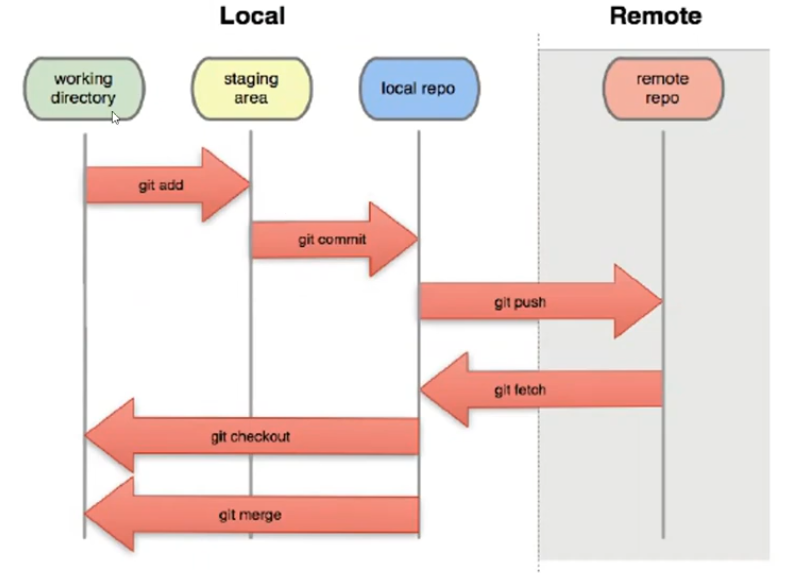 Local
Remote
working
directory
staging
area
local repo
remote
repo
git add
git commit
git push
git fetch
git checkout
git merge